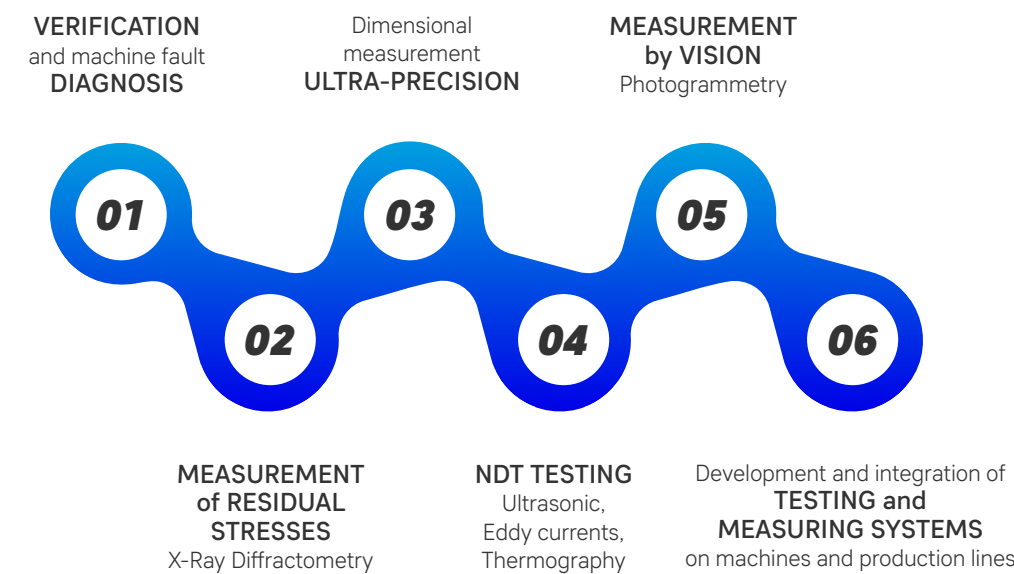 VERIFICATION
and machine fault
DIAGNOSIS
Dimensional
measurement
ULTRA-PRECISION
MEASUREMENT
by VISION
Photogrammetry
01
03
05
02
04
06
MEASUREMENT
of RESIDUAL
STRESSES
X-Ray Diffractometry
NDT TESTING
Ultrasonic,
Eddy currents,
Thermography
Development and integration of
TESTING and
MEASURING SYSTEMS
on machines and production lines